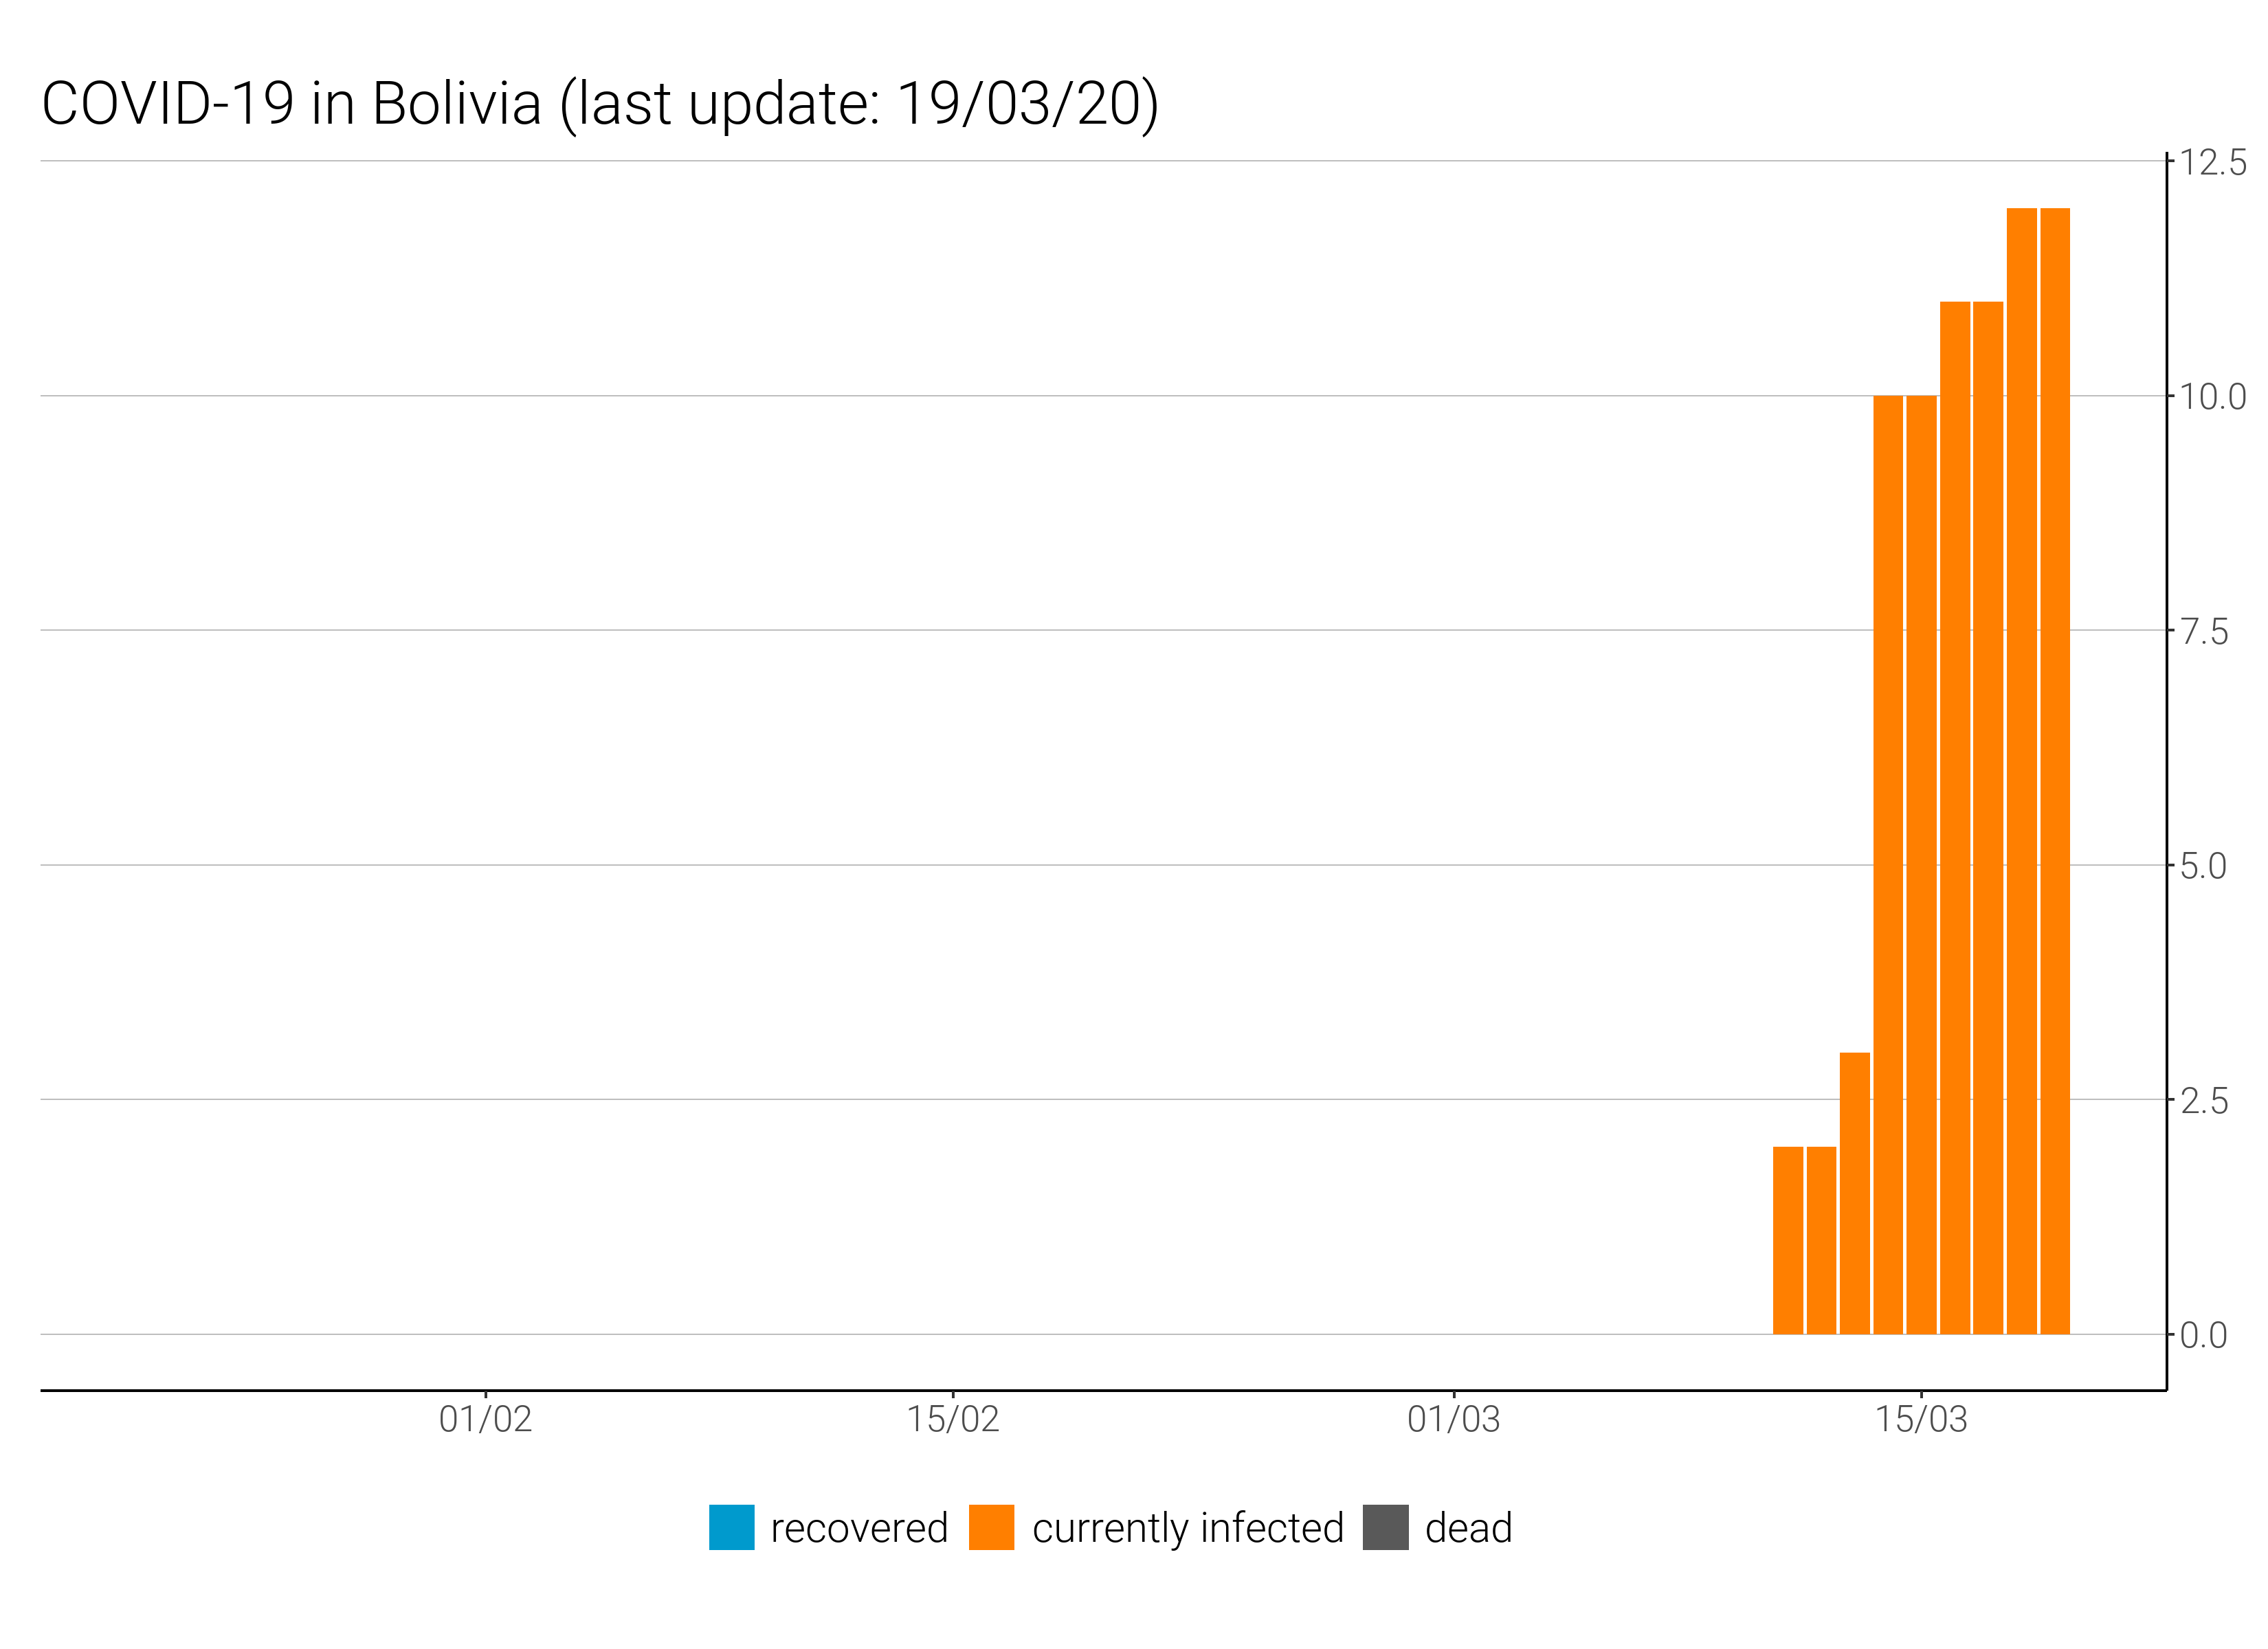 COVID-19 in Bolivia (last update: 19/03/20)
12.5
10.0
7.5
5.0
2.5
0.0
01/02 15/02 01/03 15/03
recovered currently infected dead